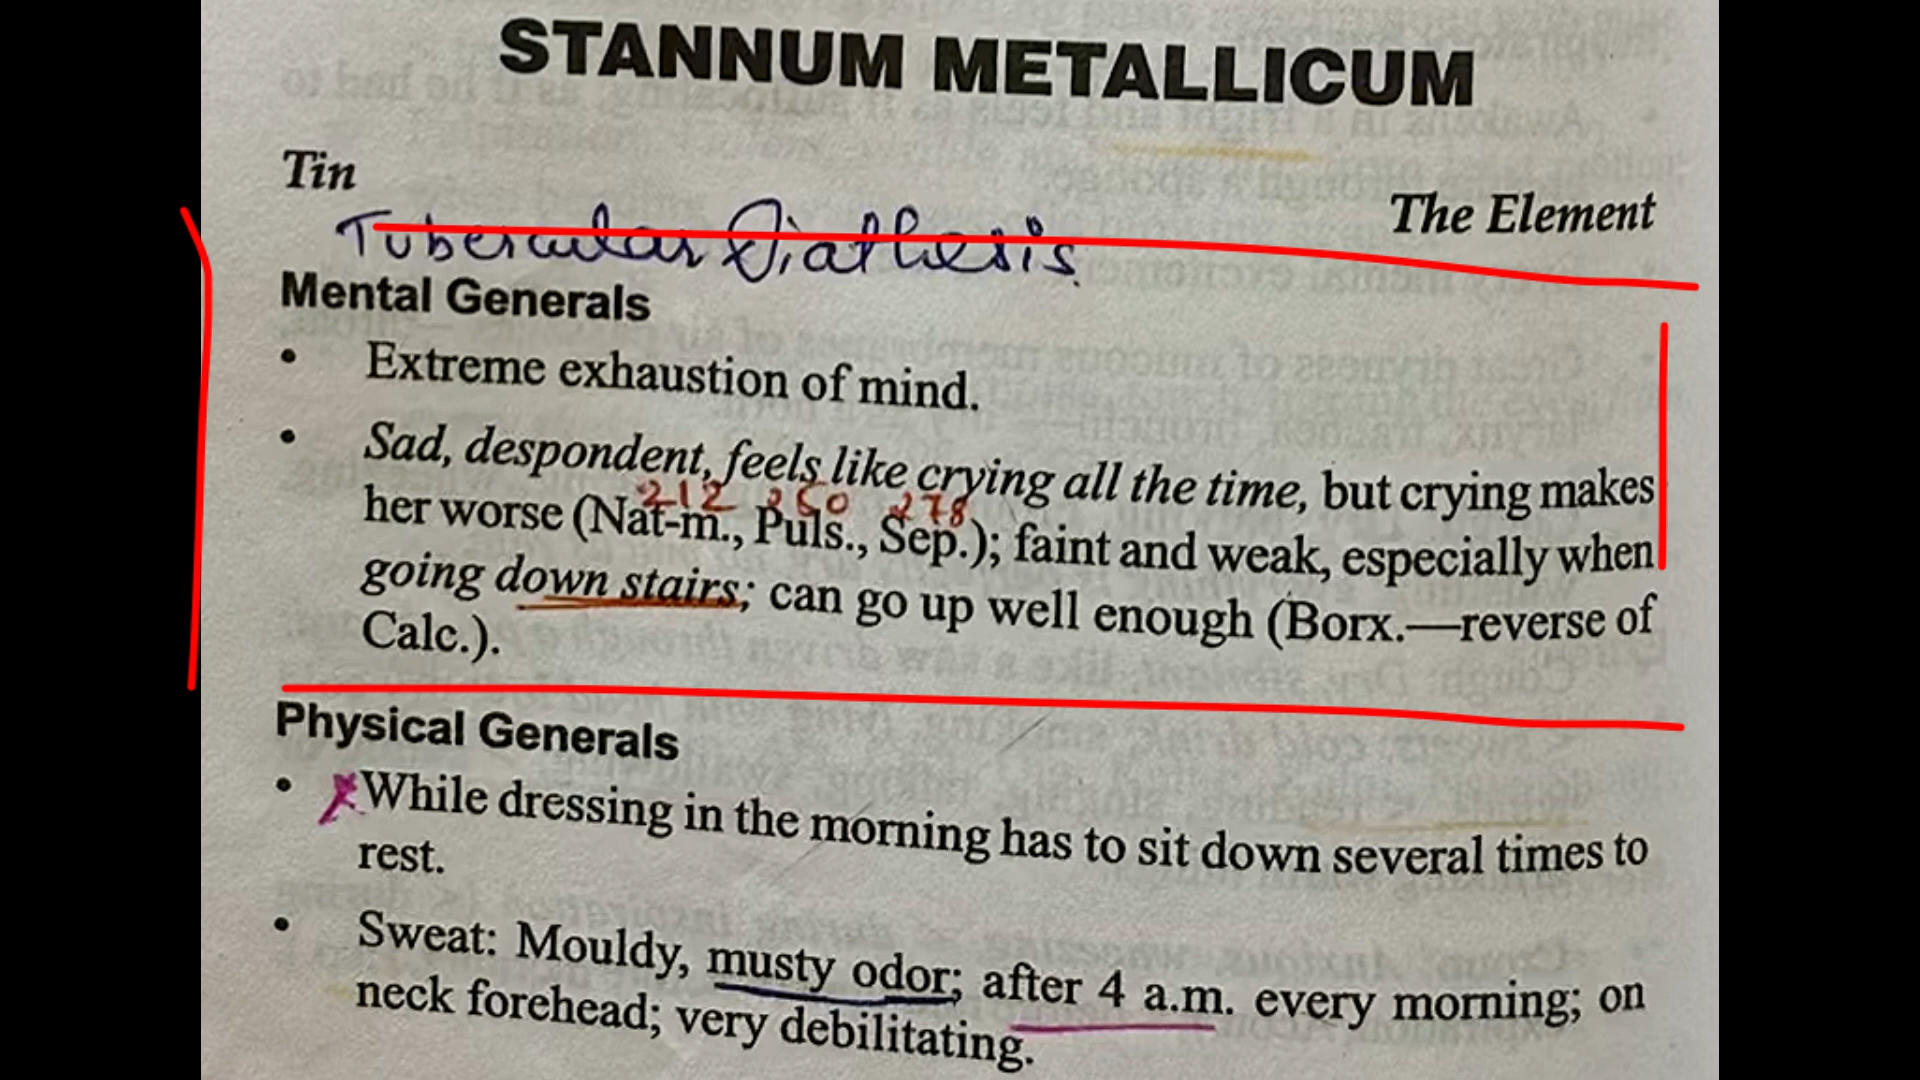 STANNUM METALLICUM
Tin
The Element
Tubercular Diathesis.
Mental Generals
• Extreme exhaustion of mind.
• Sad, despondent, feels like crying all the time, but crying makes
212 350 278
her worse (Nat-m., Puls., Sep.); faint and weak, especially when
going down stairs; can go up well enough (Borx.—reverse of
Calc.).
Physical Generals
• While dressing in the morning has to sit down several times to
rest.
• Sweat: Mouldy, musty odor; after 4 a.m. every morning; on
neck forehead; very debilitating.